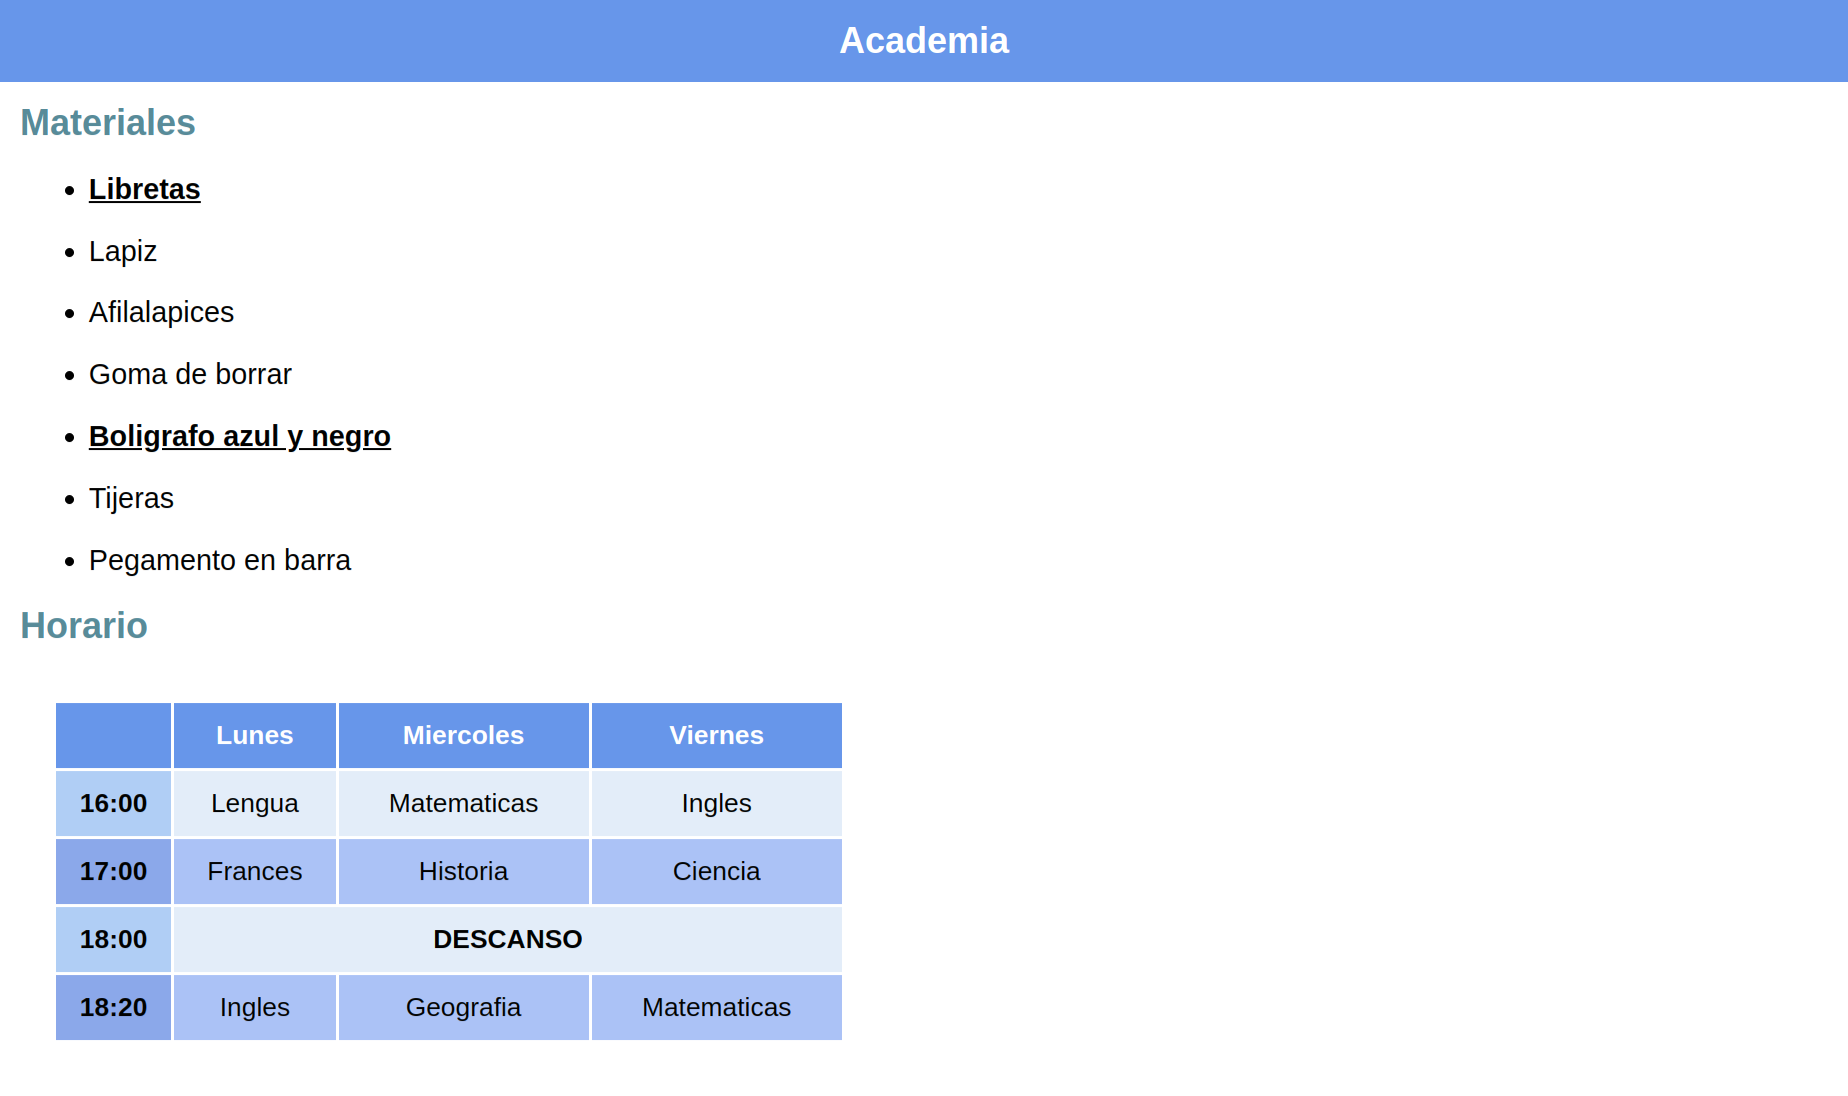 Academia
Materiales
Libretas
Lapiz
Afilalapices
Goma de borrar
Boligrafo azul y negro
Tijeras
Pegamento en barra
Horario
Lunes Miercoles Viernes
16:00 Lengua Matematicas Ingles
17:00 Frances Historia Ciencia
18:00 DESCANSO
18:20 Ingles Geografia Matematicas